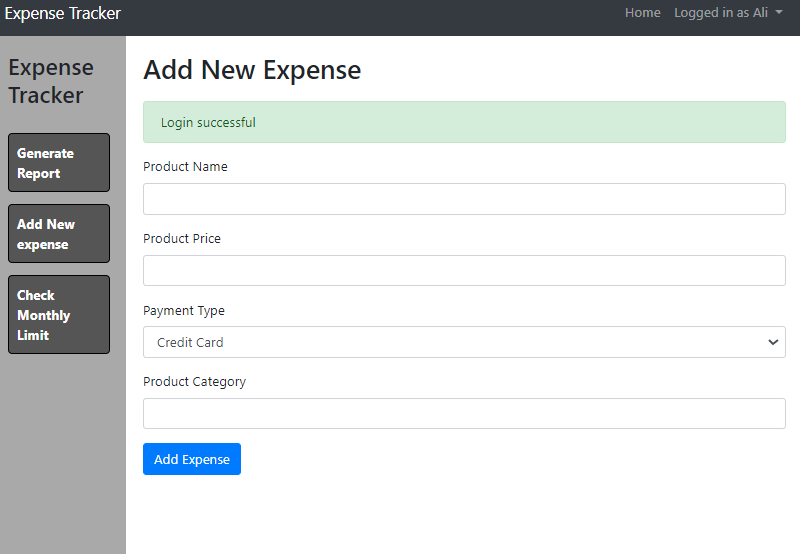 Expense Tracker
Home
Logged in as Ali
Expense
Tracker
Generate
Report
Add New
expense
Check
Monthly
Limit
Add New Expense
Login successful
Product Name
Product Price
Payment Type
Credit Card
Product Category
Add Expense